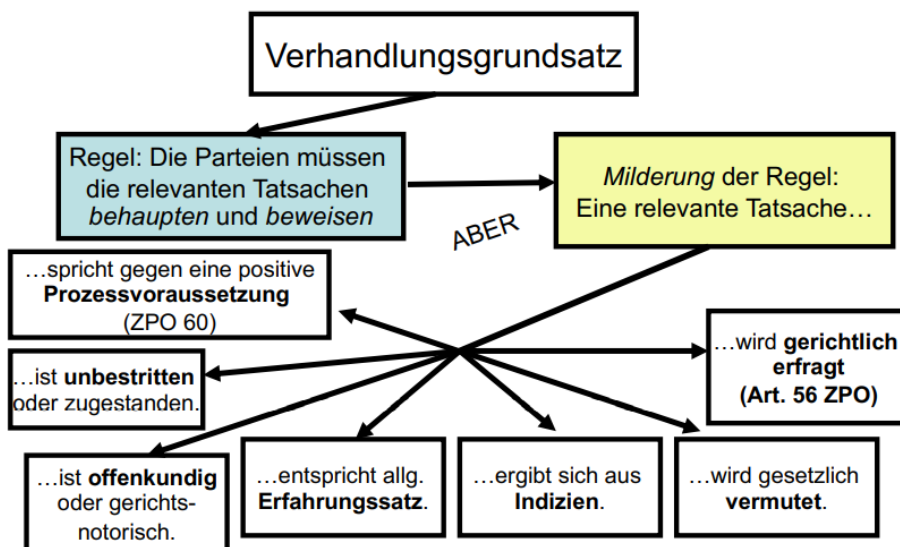 Verhandlungsgrundsatz
Regel: Die Parteien müssen
die relevanten Tatsachen
behaupten und beweisen
ABER
Milderung der Regel:
Eine relevante Tatsache…
…spricht gegen eine positive
Prozessvoraussetzung
(ZPO 60)
…wird gerichtlich
erfragt
(Art. 56 ZPO)
…ist unbestritten
oder zugestanden.
…ist offenkundig
oder gerichts-
notorisch.
…entspricht allg.
Erfahrungssatz.
…ergibt sich aus
Indizien.
…wird gesetzlich
vermutet.